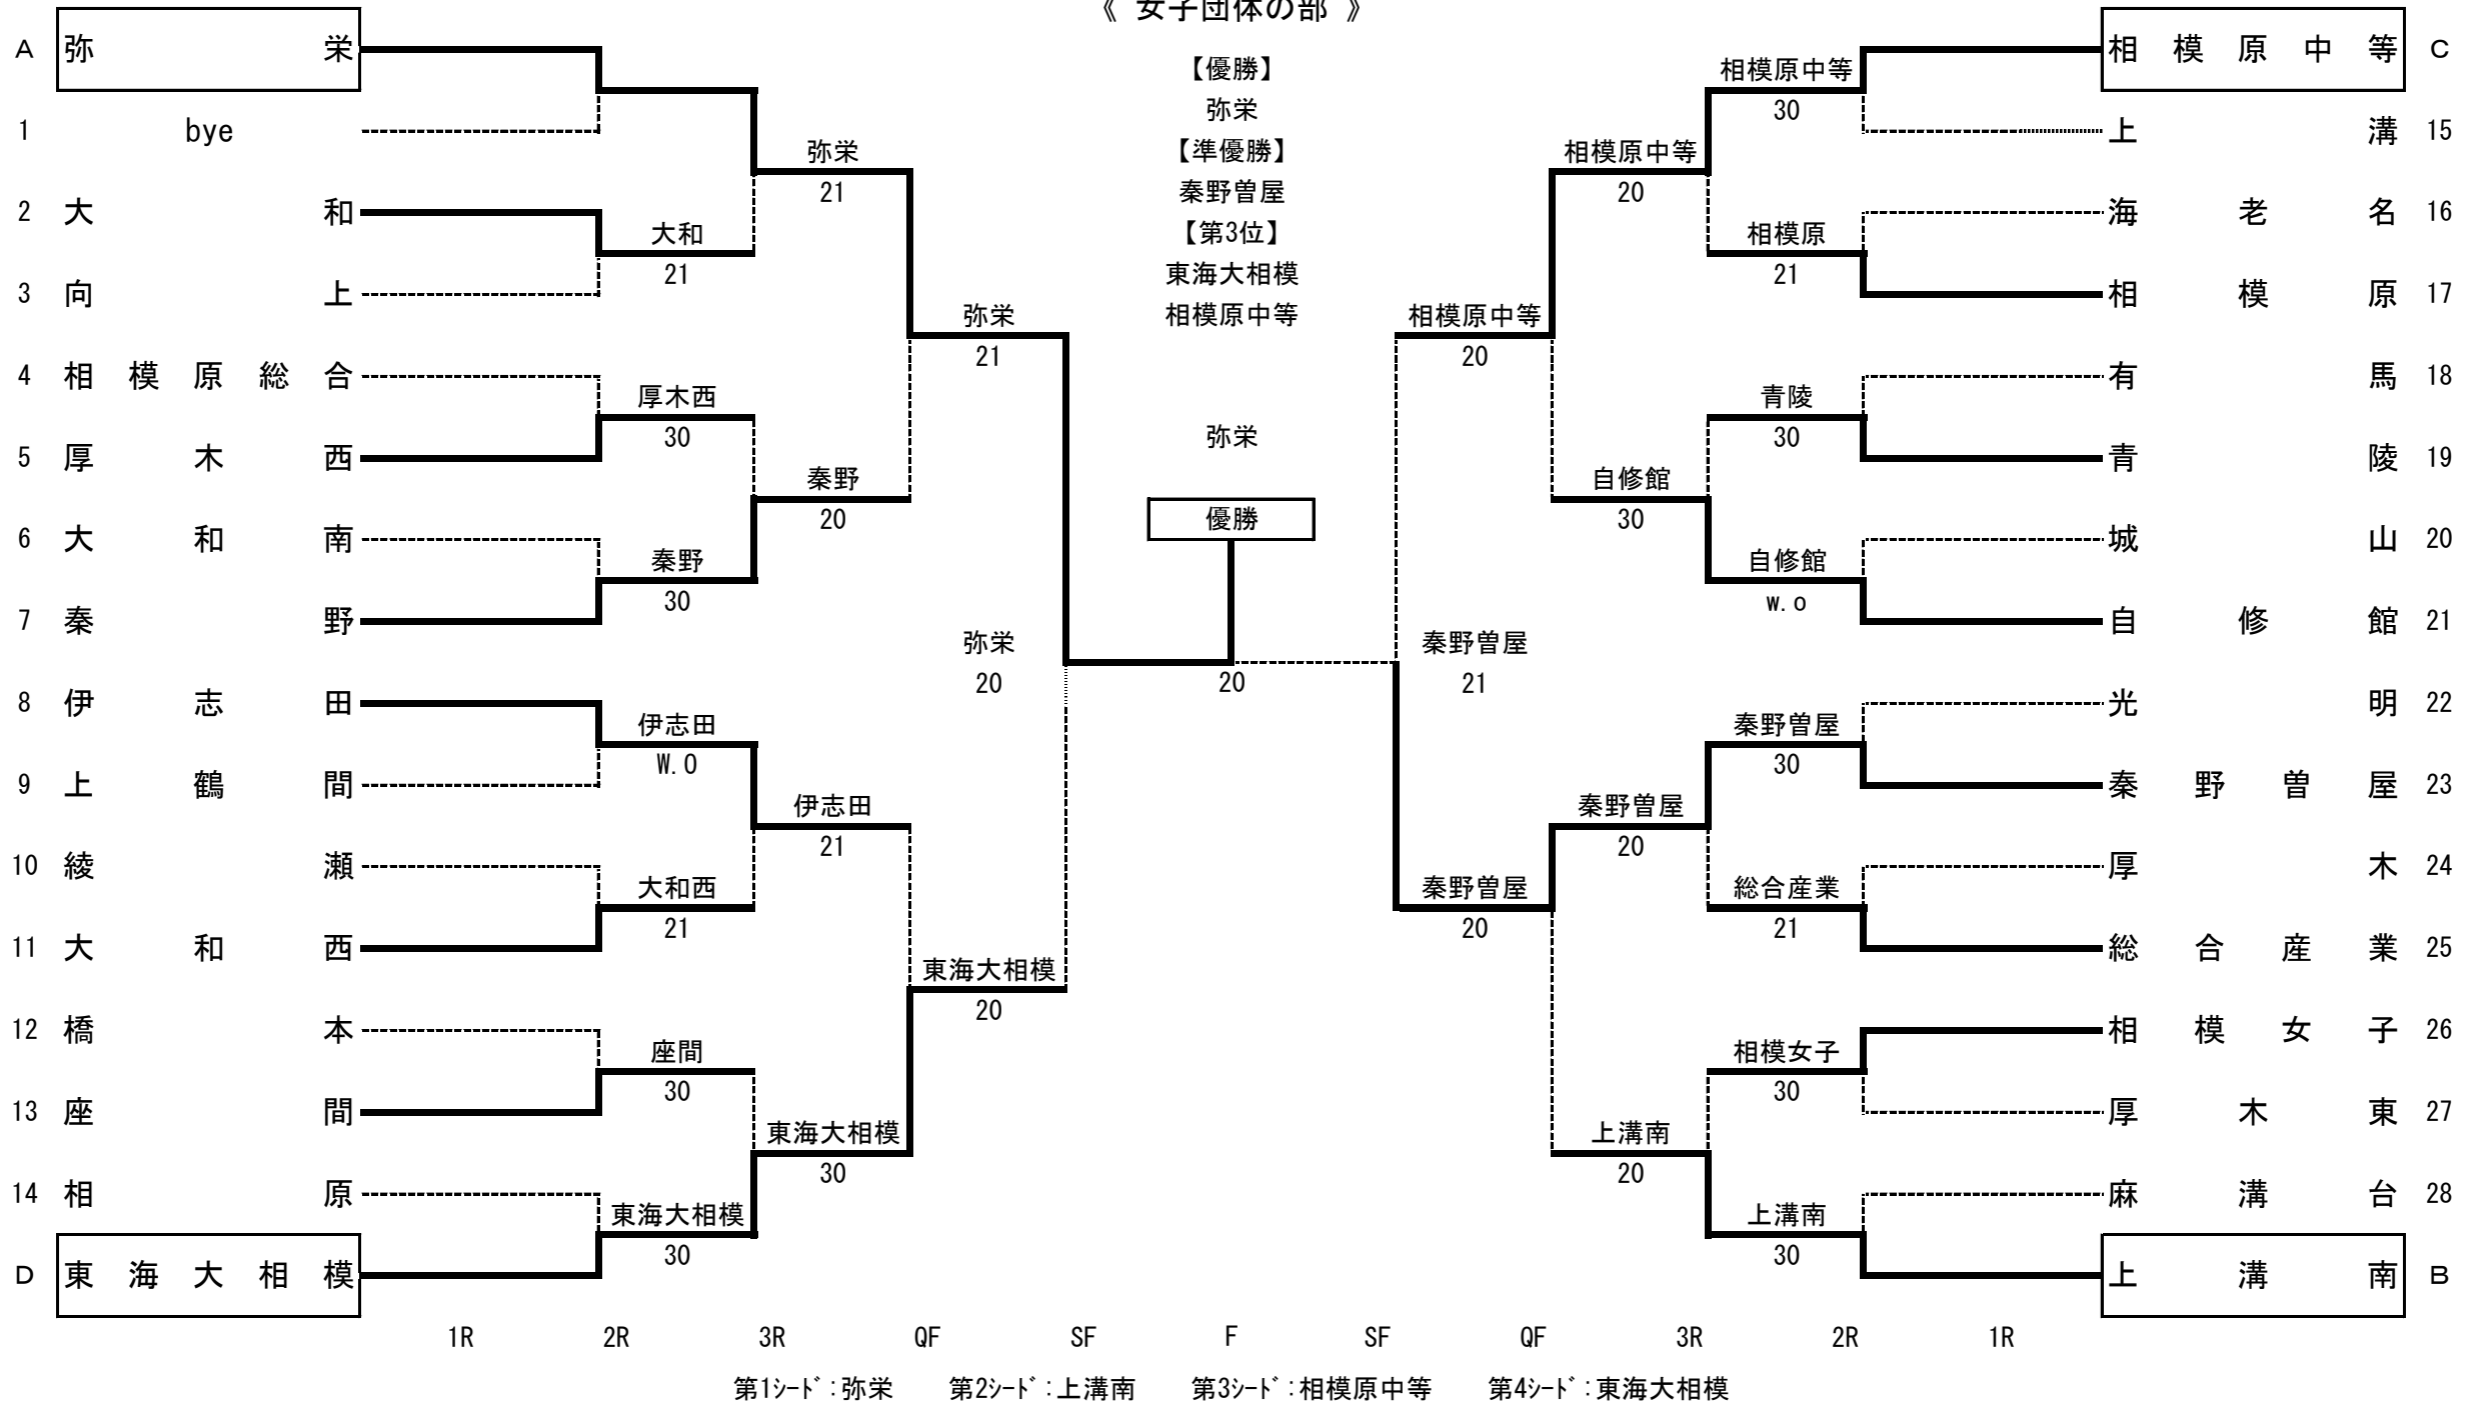 《 女子団体の部 》
A 弥栄
1 bye
2 大和
3 向上
4 相模原総合
5 厚木西
6 大和南
7 秦野
8 伊志田
9 上鶴間
10 綾瀬
11 大和西
12 橋本
13 座間
14 相原
D 東海大相模
大和
21
厚木西
30
秦野
30
伊志田
W.O
大和西
21
座間
30
東海大相模
30
弥栄
21
秦野
20
伊志田
21
東海大相模
30
弥栄
21
東海大相模
20
弥栄
20
【優勝】
弥栄
【準優勝】
秦野曽屋
【第3位】
東海大相模
相模原中等
弥栄
優勝
20
秦野曽屋
21
相模原中等
20
秦野曽屋
20
相模原中等
20
自修館
30
秦野曽屋
20
上溝南
20
相模原中等
30
相模原
21
青陵
30
自修館
w.o
秦野曽屋
30
総合産業
21
相模女子
30
上溝南
30
相模原中等 C
上溝 15
海老名 16
相模原 17
有馬 18
青陵 19
城山 20
自修館 21
光明 22
秦野曽屋 23
厚木 24
総合産業 25
相模女子 26
厚木東 27
麻溝台 28
上溝南 B
1R 2R 3R QF SF F SF QF 3R 2R 1R
第1ｼｰﾄﾞ:弥栄 第2ｼｰﾄﾞ:上溝南 第3ｼｰﾄﾞ:相模原中等 第4ｼｰﾄﾞ:東海大相模